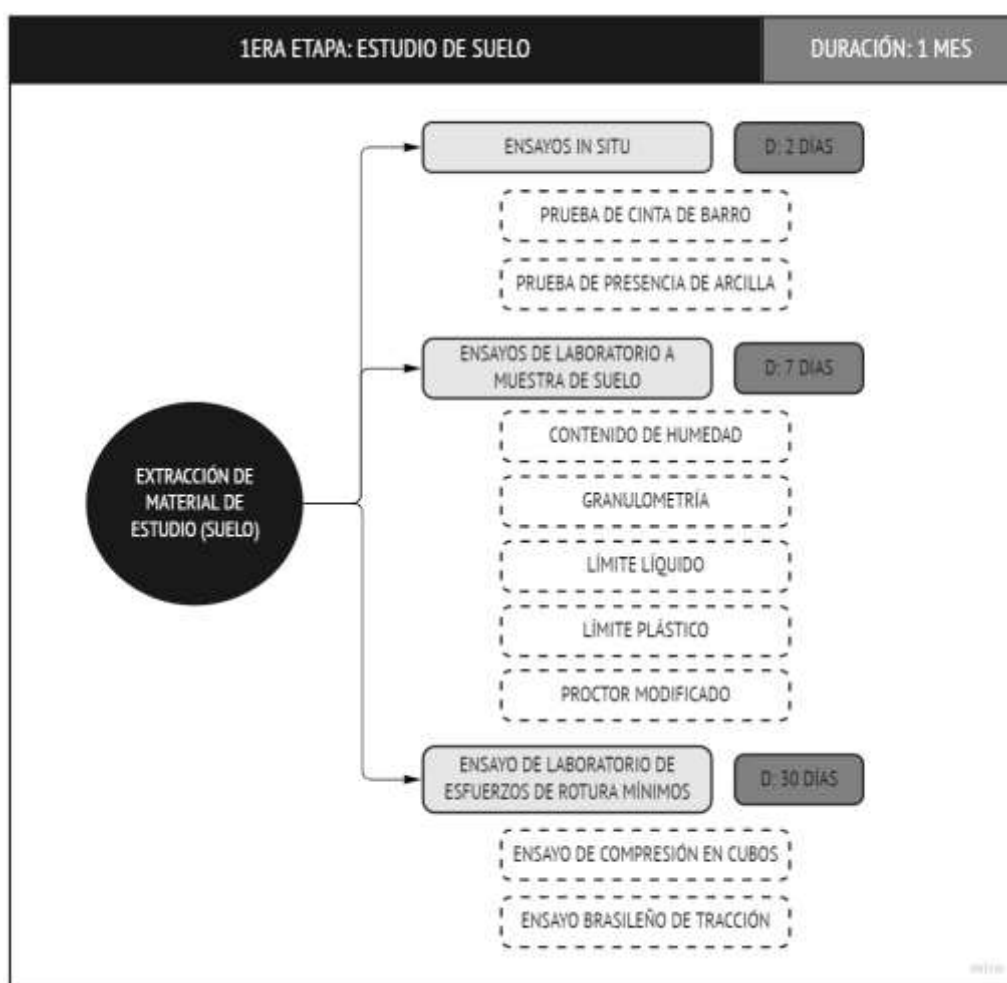 1ERA ETAPA: ESTUDIO DE SUELO
DURACIÓN: 1 MES
ENSAYOS IN SITU
D: 2 DÍAS
PRUEBA DE CINTA DE BARRO
PRUEBA DE PRESENCIA DE ARCILLA
ENSAYOS DE LABORATORIO A
MUESTRA DE SUELO
D: 7 DÍAS
CONTENIDO DE HUMEDAD
GRANULOMETRÍA
LÍMITE LÍQUIDO
LÍMITE PLÁSTICO
PROCTOR MODIFICADO
EXTRACCIÓN DE
MATERIAL DE
ESTUDIO (SUELO)
ENSAYO DE LABORATORIO DE
ESFUERZOS DE ROTURA MÍNIMOS
D: 30 DÍAS
ENSAYO DE COMPRESIÓN EN CUBOS
ENSAYO BRASILEÑO DE TRACCIÓN
miro